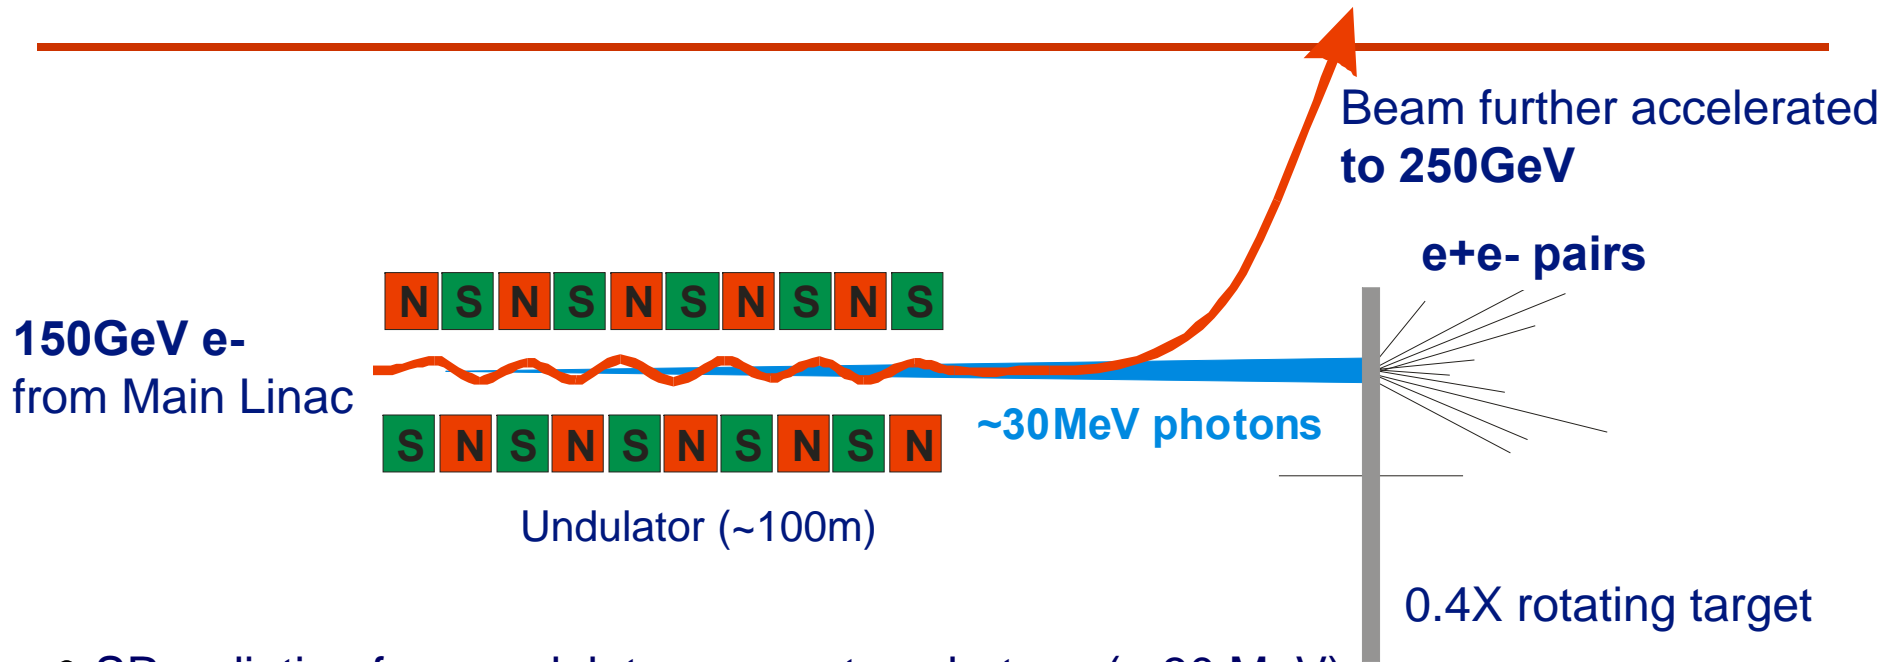 Beam further accelerated
to 250GeV
e+e- pairs
N S N S N S N S N S
150GeV e-
from Main Linac
~30MeV photons
S N S N S N S N S N
Undulator (~100m)
0.4X rotating target